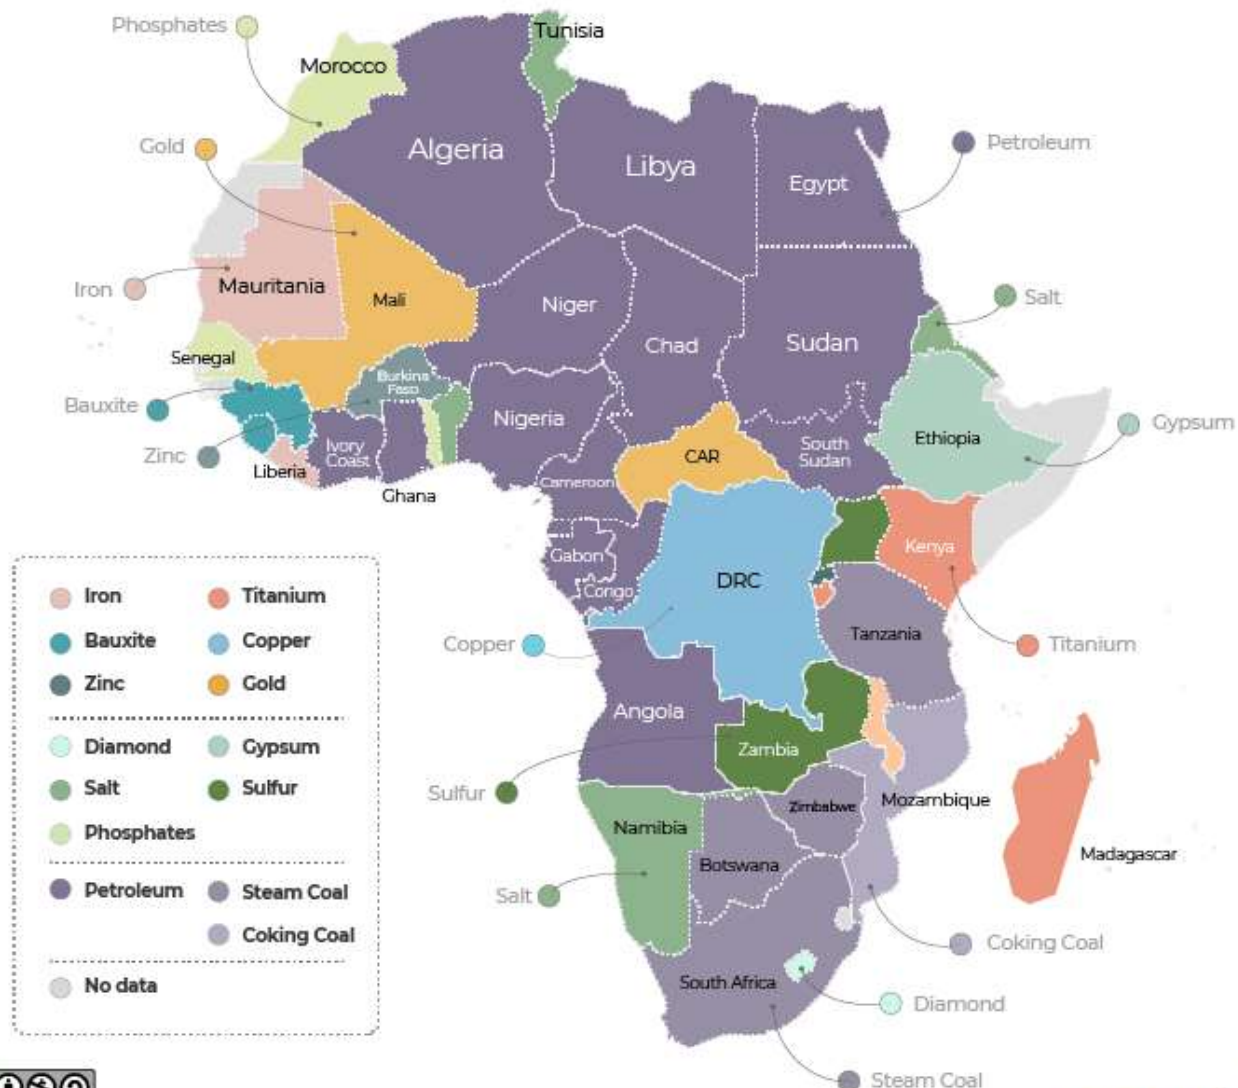 Phosphates
Tunisia
Morocco
Gold
Algeria
Libya
Egypt
Petroleum
Iron
Mauritania
Mali
Niger
Chad
Sudan
Salt
Senegal
Burkina
Faso
Bauxite
Nigeria
Gypsum
Zinc
Ivory
Coast
Liberia
Ghana
Cameroon
CAR
South
Sudan
Ethiopia
Gabon
Congo
DRC
Kenya
Copper
Tanzania
Titanium
Angola
Zambia
Sulfur
Namibia
Zimbabwe
Mozambique
Botswana
Madagascar
Salt
Coking Coal
South Africa
Diamond
Steam Coal
Iron
Titanium
Bauxite
Copper
Zinc
Gold
Diamond
Gypsum
Salt
Sulfur
Phosphates
Petroleum
Steam Coal
Coking Coal
No data